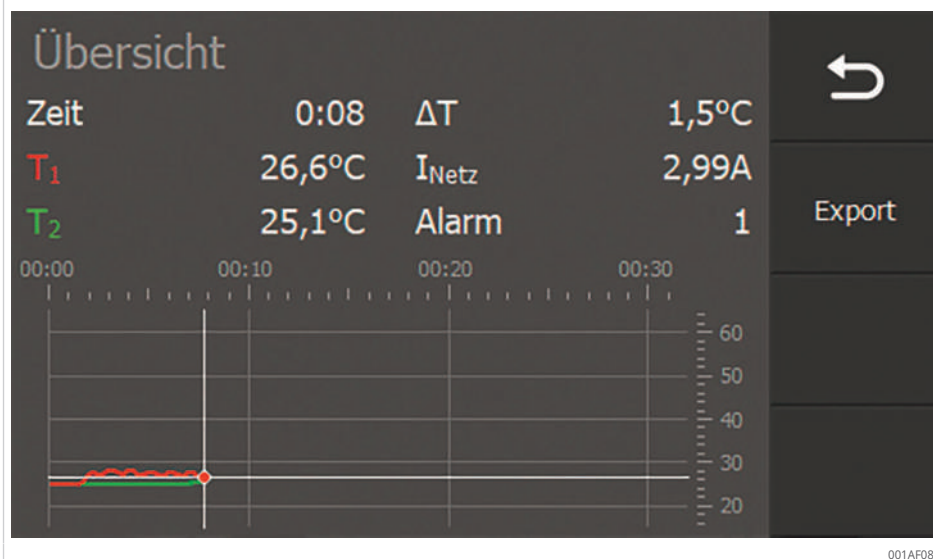 Übersicht
Zeit 0:08 ΔT 1,5°C
T1 26,6°C INetz 2,99A
T2 25,1°C Alarm 1
Export
00:00 00:10 00:20 00:30
60
50
40
30
20
001AF08